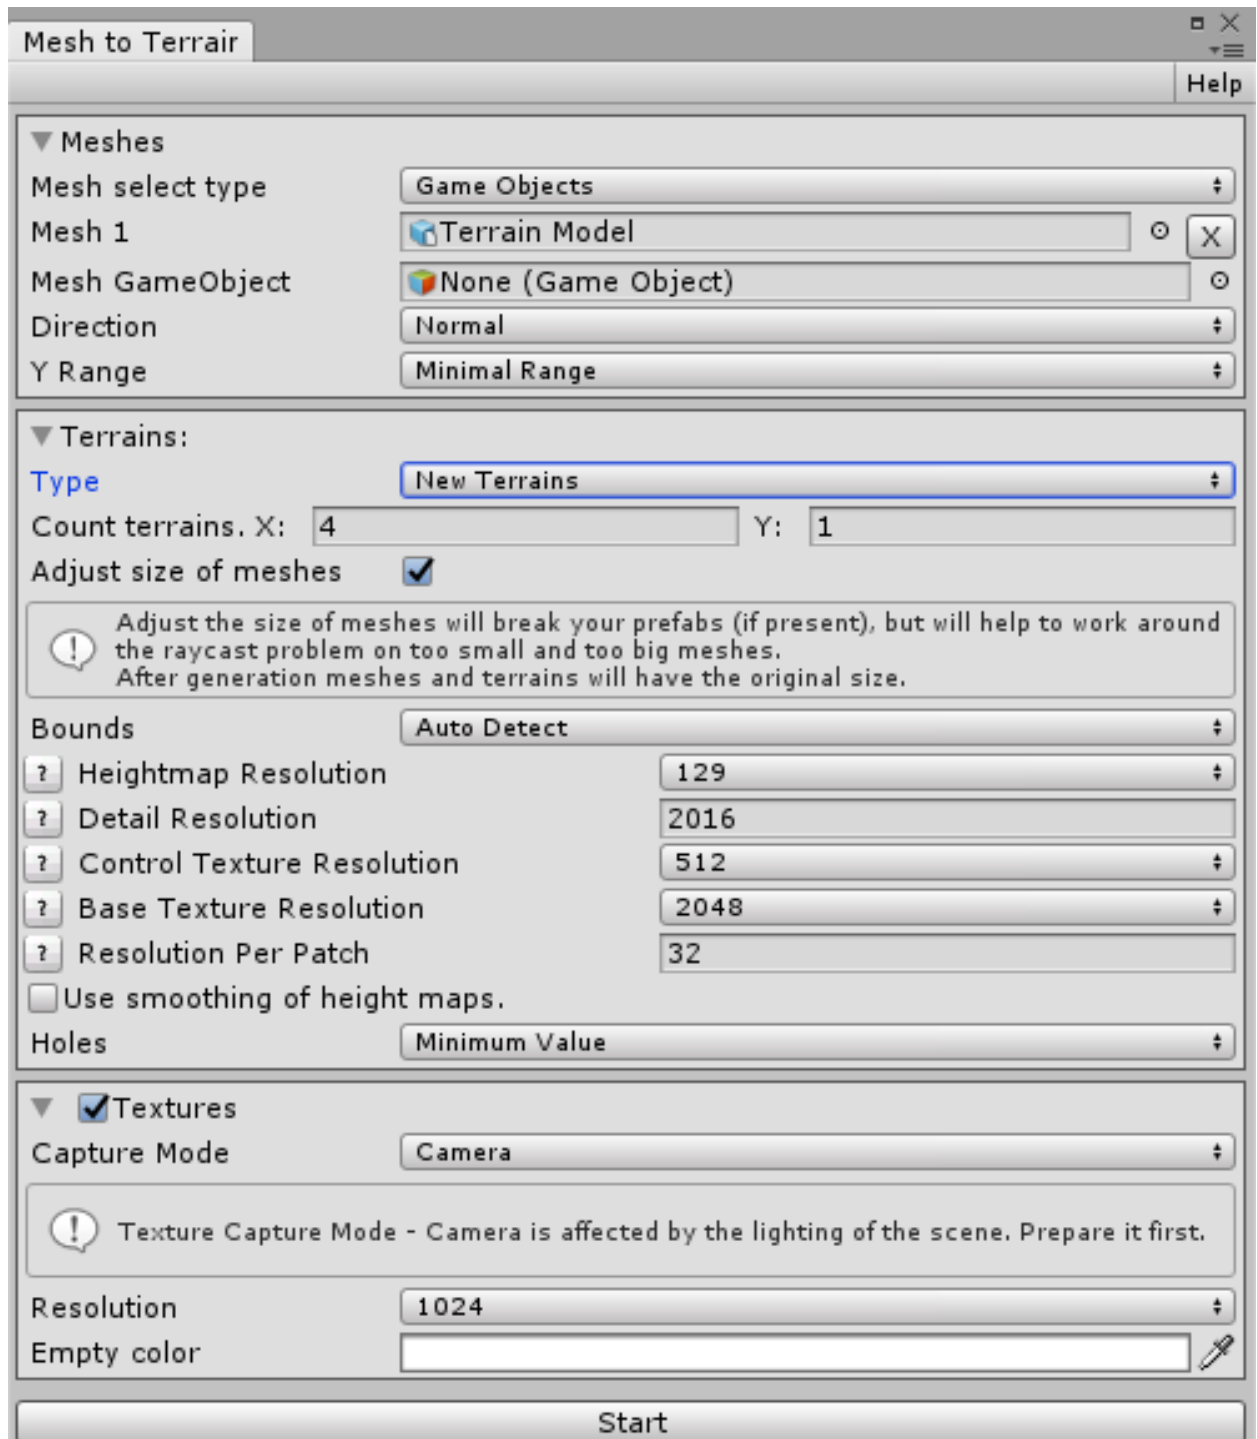 Mesh to Terrair
Help
Meshes
Mesh select type Game Objects
Mesh 1 Terrain Model X
Mesh GameObject None (Game Object)
Direction Normal
Y Range Minimal Range
Terrains:
Type New Terrains
Count terrains. X: 4 Y: 1
Adjust size of meshes
Adjust the size of meshes will break your prefabs (if present), but will help to work around
the raycast problem on too small and too big meshes.
After generation meshes and terrains will have the original size.
Bounds Auto Detect
? Heightmap Resolution 129
? Detail Resolution 2016
? Control Texture Resolution 512
? Base Texture Resolution 2048
? Resolution Per Patch 32
Use smoothing of height maps.
Holes Minimum Value
Textures
Capture Mode Camera
Texture Capture Mode - Camera is affected by the lighting of the scene. Prepare it first.
Resolution 1024
Empty color
Start